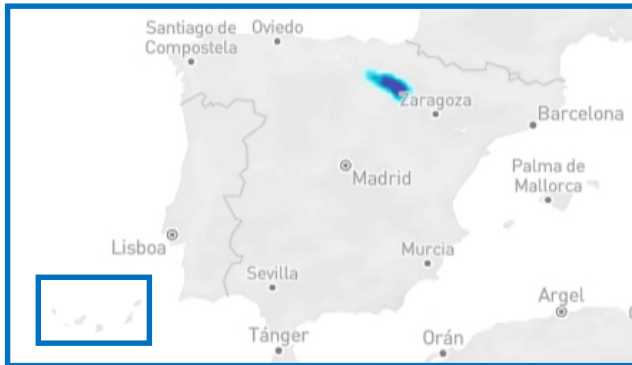 Santiago de
Compostela
Oviedo
Zaragoza
Barcelona
Madrid
Palma de
Mallorca
Lisboa
Murcia
Sevilla
Argel
Tánger
Orán